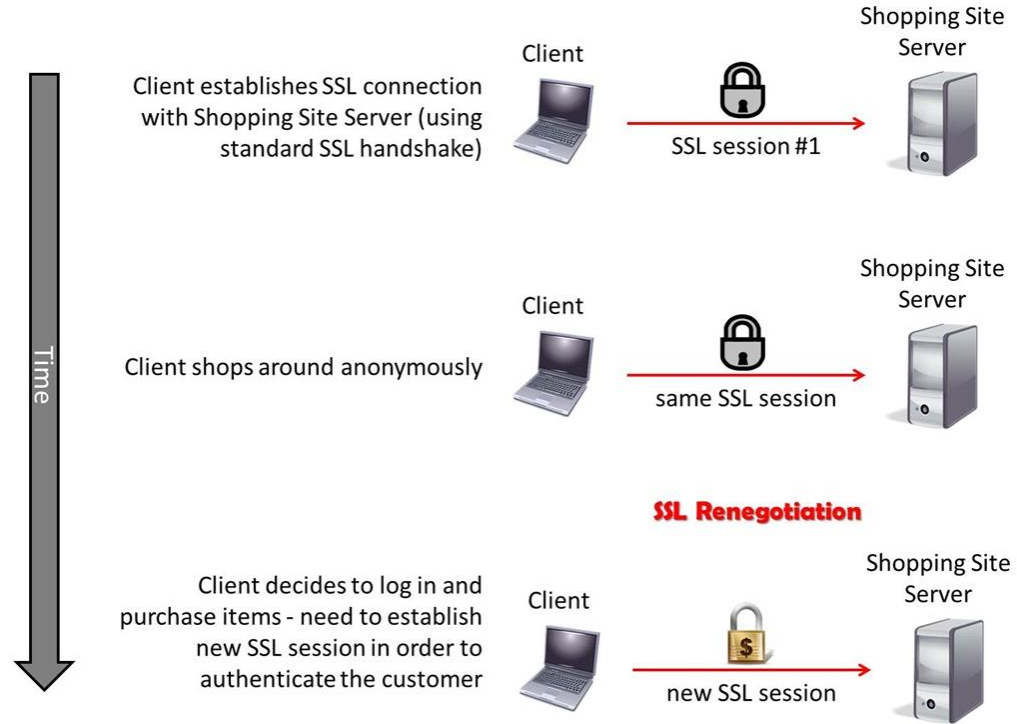 Shopping Site
Server
Client
Client establishes SSL connection
with Shopping Site Server (using
standard SSL handshake)
SSL session #1
Shopping Site
Server
Client
Time
Client shops around anonymously
same SSL session
SSL Renegotiation
Shopping Site
Server
Client decides to log in and
purchase items - need to establish
new SSL session in order to
authenticate the customer
Client
$
new SSL session